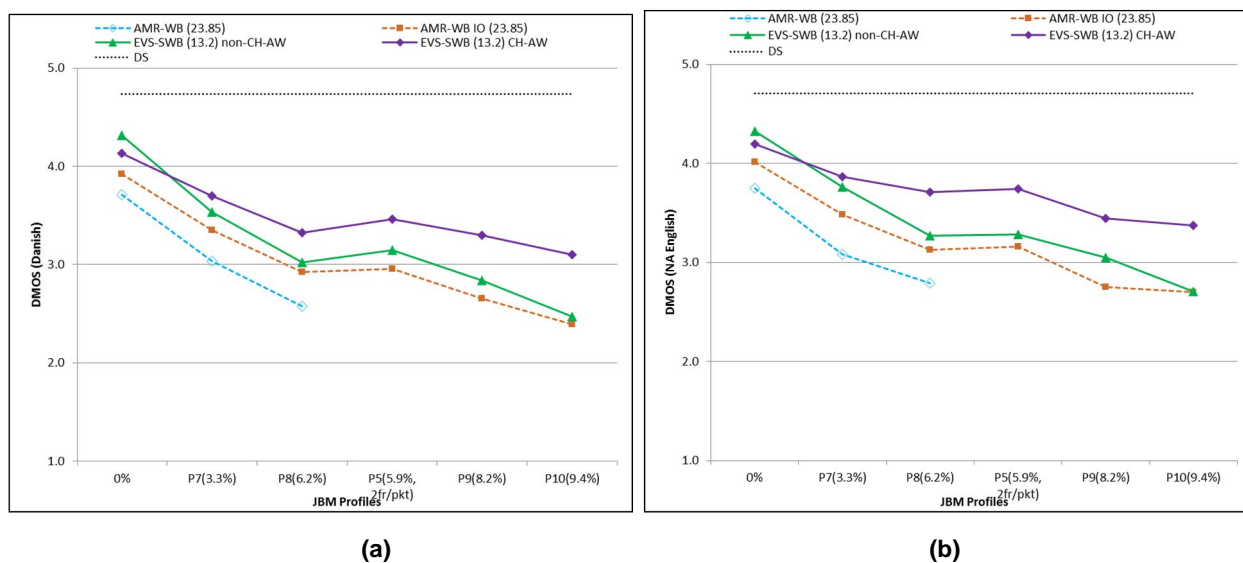 AMR-WB (23.85) AMR-WB IO (23.85)
EVS-SWB (13.2) non-CH-AW EVS-SWB (13.2) CH-AW
DS
5.0
4.0
3.0
2.0
1.0
DMOS (Danish)
0% P7(3.3%) P8(6.2%) P5(5.9%, P9(8.2%) P10(9.4%)
2fr/pkt)
JBM Profiles
(a)
AMR-WB (23.85) AMR-WB IO (23.85)
EVS-SWB (13.2) non-CH-AW EVS-SWB (13.2) CH-AW
DS
5.0
4.0
3.0
2.0
1.0
DMOS (NA English)
0% P7(3.3%) P8(6.2%) P5(5.9%, P9(8.2%) P10(9.4%)
2fr/pkt)
JBM Profiles
(b)